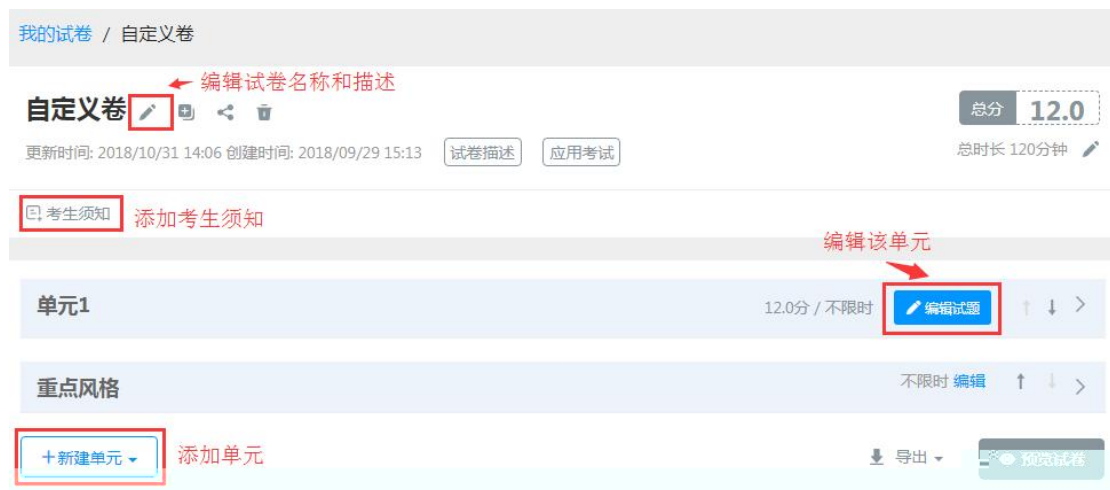 我的试卷 / 自定义卷
编辑试卷名称和描述
自定义卷
总分 12.0
更新时间: 2018/10/31 14:06 创建时间: 2018/09/29 15:13 试卷描述 应用考试
总时长 120分钟
考生须知 添加考生须知
编辑该单元
单元1 12.0分 / 不限时 编辑试题
重点风格 不限时 编辑
+新建单元 添加单元 导出 预览试卷